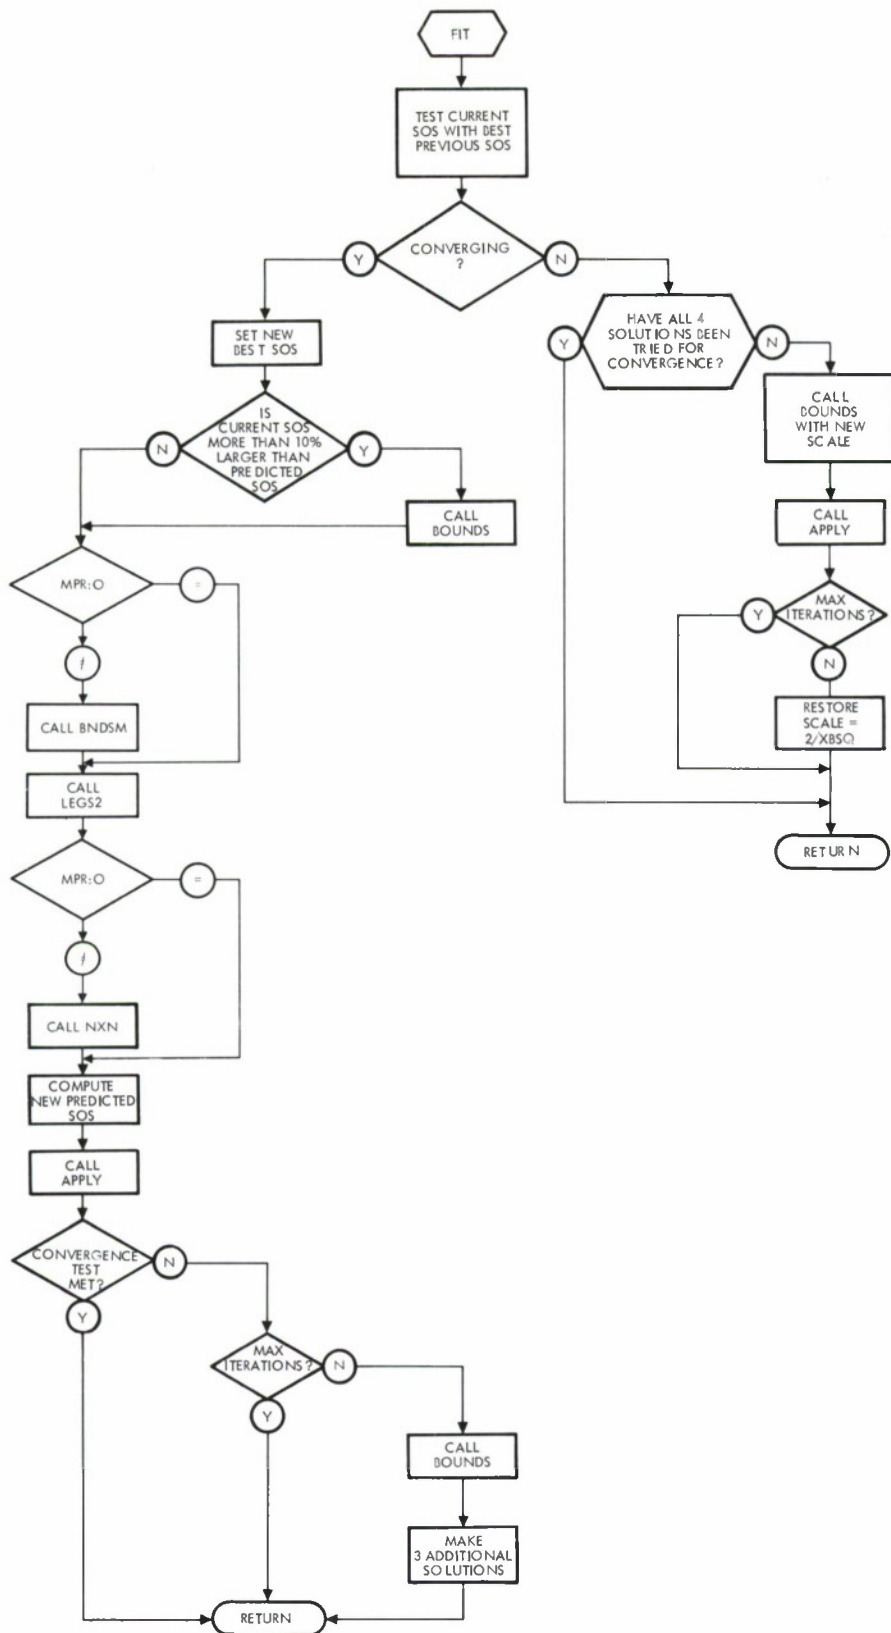 FIT
TEST CURRENT
SOS WITH BEST
PREVIOUS SOS
CONVERGING
?
Y
N
SET NEW
BEST SOS
HAVE ALL 4
SOLUTIONS BEEN
TRIED FOR
CONVERGENCE?
Y
N
IS
CURRENT SOS
MORE THAN 10%
LARGER THAN
PREDICTED
SOS
N
Y
CALL
BOUNDS
WITH NEW
SCALE
CALL
BOUNDS
CALL
APPLY
MPR:O
=
≠
MAX
ITERATIONS?
Y
N
CALL BNDSM
RESTORE
SCALE =
2/XBSQ
CALL
LEGS2
RETURN
MPR:O
=
≠
CALL NXN
COMPUTE
NEW PREDICTED
SOS
CALL
APPLY
CONVERGENCE
TEST
MET?
N
Y
MAX
ITERATIONS?
N
Y
CALL
BOUNDS
MAKE
3 ADDITIONAL
SOLUTIONS
RETURN